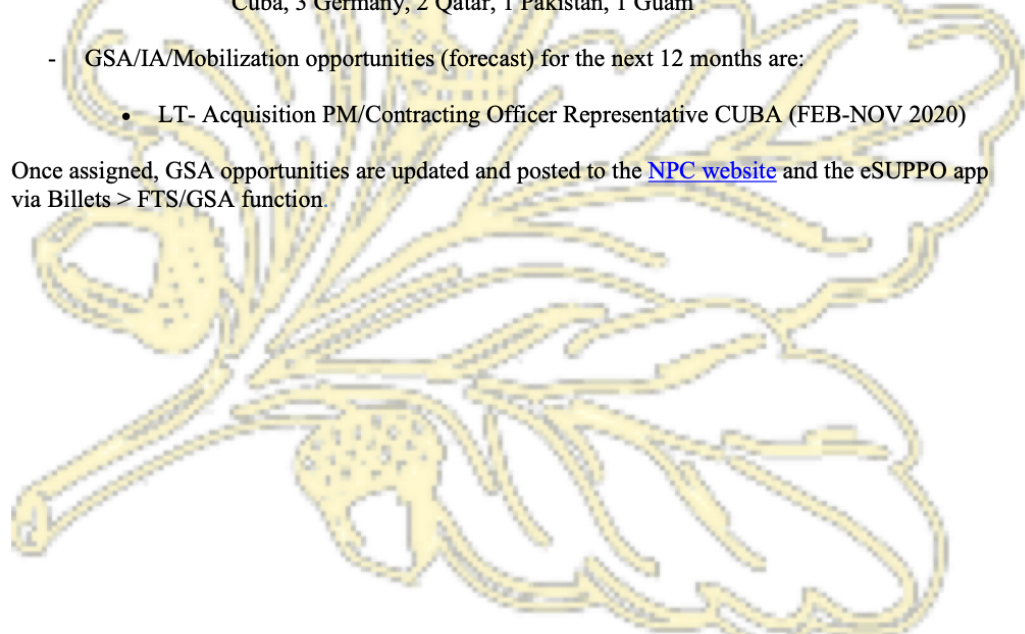 Cuba, 3 Germany, 2 Qatar, 1 Pakistan, 1 Guam
- GSA/IA/Mobilization opportunities (forecast) for the next 12 months are:
• LT- Acquisition PM/Contracting Officer Representative CUBA (FEB-NOV 2020)
Once assigned, GSA opportunities are updated and posted to the NPC website and the eSUPPO app
via Billets > FTS/GSA function.